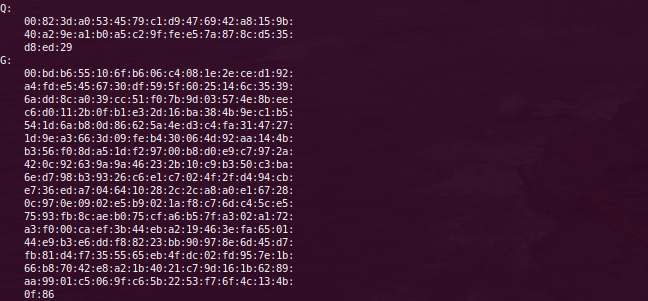 Q:
00:82:3d:a0:53:45:79:c1:d9:47:69:42:a8:15:9b:
40:a2:9e:a1:b0:a5:c2:9f:fe:e5:7a:87:8c:d5:35:
d8:ed:29
G:
00:bd:b6:55:10:6f:b6:06:c4:08:1e:2e:ce:d1:92:
a4:fd:e5:45:67:30:df:59:5f:60:25:14:6c:35:39:
6a:dd:8c:a0:39:cc:51:f0:7b:9d:03:57:4e:8b:ee:
c6:d0:11:2b:0f:b1:e3:2d:16:ba:38:4b:9e:c1:b5:
54:1d:6a:b8:0d:86:62:5a:4e:d3:c4:fa:31:47:27:
1d:9e:a3:66:3d:09:fe:b4:30:06:4d:92:aa:14:4b:
b3:56:f0:8d:a5:1d:f2:97:00:b8:d0:e9:c7:97:2a:
42:0c:92:63:9a:9a:46:23:2b:10:c9:b3:50:c3:ba:
6e:d7:98:b3:93:26:c6:e1:c7:02:4f:2f:d4:94:cb:
e7:36:ed:a7:04:64:10:28:2c:2c:a8:a0:e1:67:28:
0c:97:0e:09:02:e5:b9:02:1a:f8:c7:6d:c4:5c:e5:
75:93:fb:8c:ae:b0:75:cf:a6:b5:7f:a3:02:a1:72:
a3:f0:00:ca:ef:3b:44:eb:a2:19:46:3e:fa:65:01:
44:e9:b3:e6:dd:f8:82:23:bb:90:97:8e:6d:45:d7:
fb:81:d4:f7:35:55:65:eb:4f:dc:02:fd:95:7e:1b:
66:b8:70:42:e8:a2:1b:40:21:c7:9d:16:1b:62:89:
aa:99:01:c5:06:9f:c6:5b:22:53:f7:6f:4c:13:4b:
0f:86